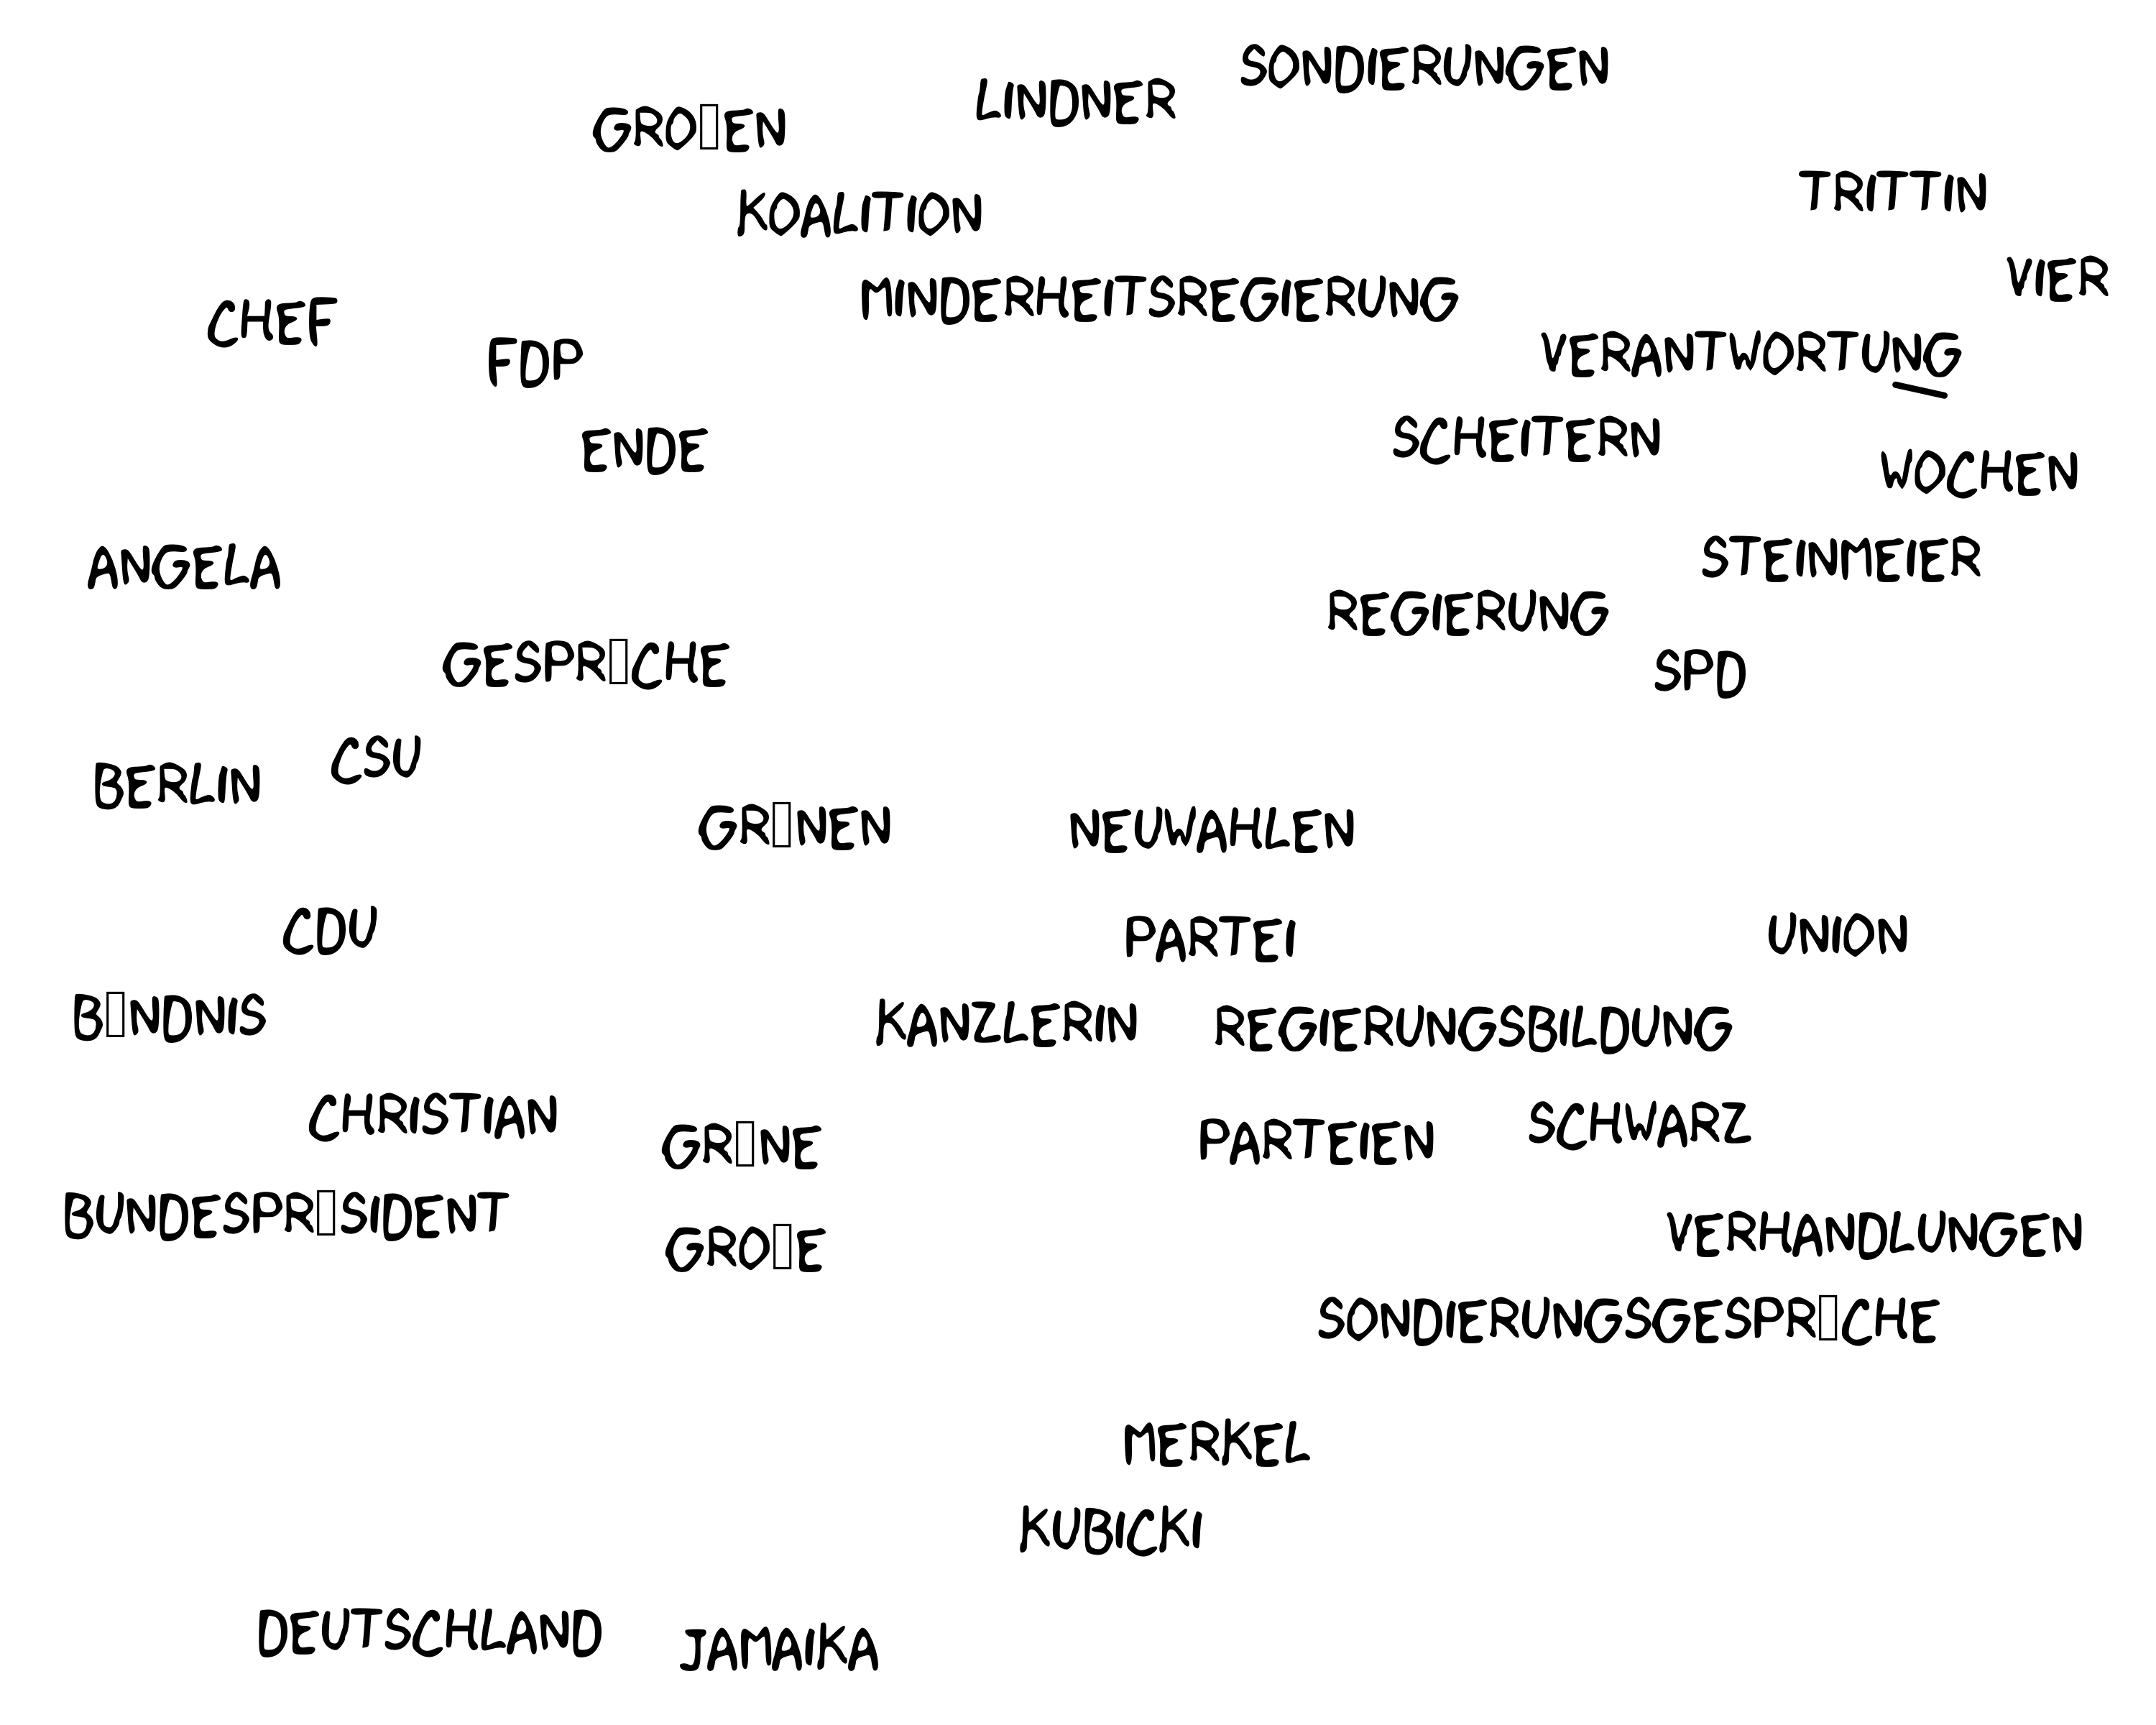 SONDIERUNGEN
LINDNER
GRO▯EN
TRITTIN
KOALITION
VIER
MINDERHEITSREGIERUNG
CHEF
VERANTWORTUNG
FDP
SCHEITERN
ENDE
WOCHEN
STEINMEIER
ANGELA
REGIERUNG
GESPR▯CHE
SPD
CSU
BERLIN
GR▯NEN
NEUWAHLEN
CDU
PARTEI
UNION
B▯NDNIS
KANZLERIN
REGIERUNGSBILDUNG
CHRISTIAN
SCHWARZ
GR▯NE
PARTEIEN
BUNDESPR▯SIDENT
VERHANDLUNGEN
GRO▯E
SONDIERUNGSGESPR▯CHE
MERKEL
KUBICKI
DEUTSCHLAND
JAMAIKA